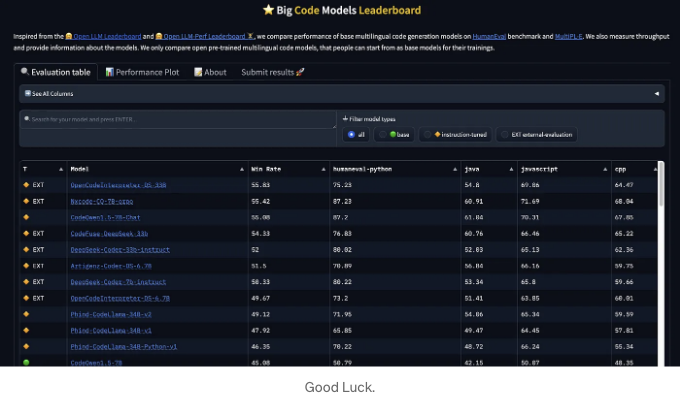 ⭐ Big Code Models Leaderboard
Inspired from the 🤗 Open LLM Leaderboard and 🤗 Open LLM-Perf Leaderboard 🏋️, we compare performance of base multilingual code generation models on HumanEval benchmark and MultiPL-E. We also measure throughput
and provide information about the models. We only compare open pre-trained multilingual code models, that people can start from as base models for their trainings.
🔍 Evaluation table 📊 Performance Plot 📝 About Submit results 🚀
See All Columns
🔍 Search for your model and press ENTER...
Filter model types
all base instruction-tuned EXT external-evaluation
T Model Win Rate humaneval-python java javascript cpp
EXT OpenCodeInterpreter-DS-33B 55.83 75.23 54.8 69.06 64.47
EXT Nxcode-CQ-7B-orpo 55.42 87.23 60.91 71.69 68.04
CodeQwen1.5-7B-Chat 55.08 87.2 61.04 70.31 67.85
EXT CodeFuse-DeepSeek-33b 54.33 76.83 60.76 66.46 65.22
EXT DeepSeek-Coder-33b-instruct 52 80.02 52.03 65.13 62.36
EXT Artigenz-Coder-DS-6.7B 51.5 70.89 56.84 66.16 59.75
EXT DeepSeek-Coder-7b-instruct 50.33 80.22 53.34 65.8 59.66
EXT OpenCodeInterpreter-DS-6.7B 49.67 73.2 51.41 63.85 60.01
Phind-CodeLlama-34B-v2 49.12 71.95 54.06 65.34 59.59
Phind-CodeLlama-34B-v1 47.92 65.85 49.47 64.45 57.81
Phind-CodeLlama-34B-Python-v1 46.35 70.22 48.72 66.24 55.34
CodeQwen1.5-7B 45.08 50.79 42.15 50.87 48.35
Good Luck.